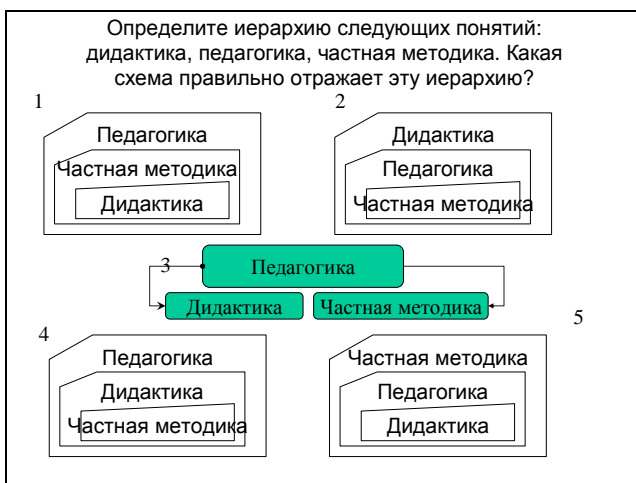 Определите иерархию следующих понятий:
дидактика, педагогика, частная методика. Какая
схема правильно отражает эту иерархию?
1
Педагогика
Частная методика
Дидактика
2
Дидактика
Педагогика
Частная методика
3
Педагогика
Дидактика
Частная методика
4
Педагогика
Дидактика
Частная методика
5
Частная методика
Педагогика
Дидактика